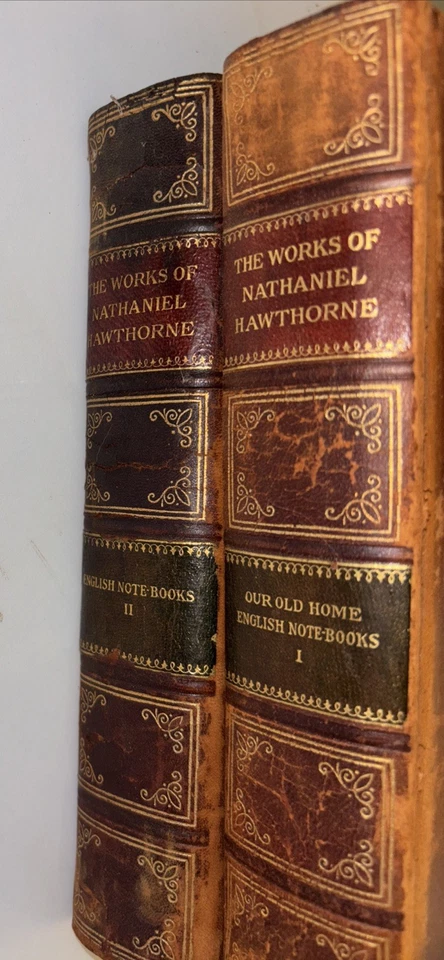 THE WORKS OF
NATHANIEL
HAWTHORNE
ENGLISH NOTE-BOOKS
II
THE WORKS OF
NATHANIEL
HAWTHORNE
OUR OLD HOME
ENGLISH NOTE-BOOKS
I